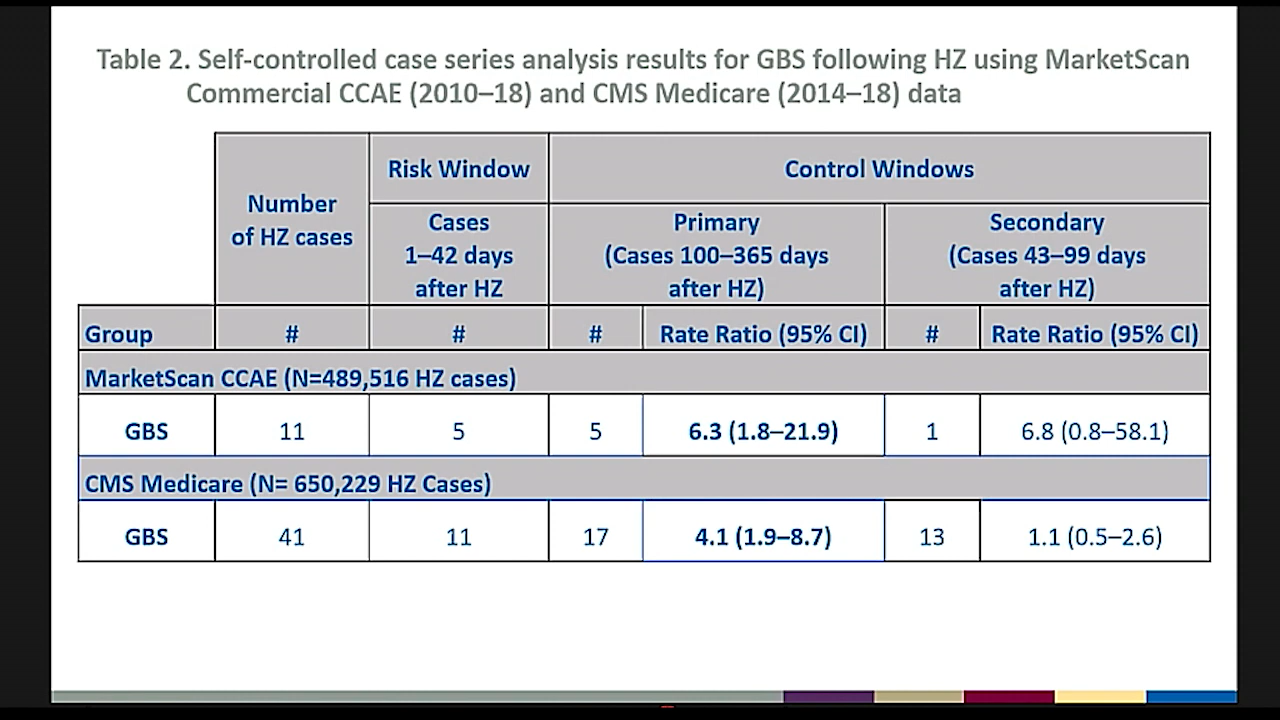 Table 2. Self-controlled case series analysis results for GBS following HZ using MarketScan
Commercial CCAE (2010–18) and CMS Medicare (2014–18) data
Number
of HZ cases
Risk Window
Control Windows
Cases
1–42 days
after HZ
Primary
(Cases 100–365 days
after HZ)
Secondary
(Cases 43–99 days
after HZ)
Group # # # Rate Ratio (95% CI) # Rate Ratio (95% CI)
MarketScan CCAE (N=489,516 HZ cases)
GBS 11 5 5 6.3 (1.8–21.9) 1 6.8 (0.8–58.1)
CMS Medicare (N= 650,229 HZ Cases)
GBS 41 11 17 4.1 (1.9–8.7) 13 1.1 (0.5–2.6)